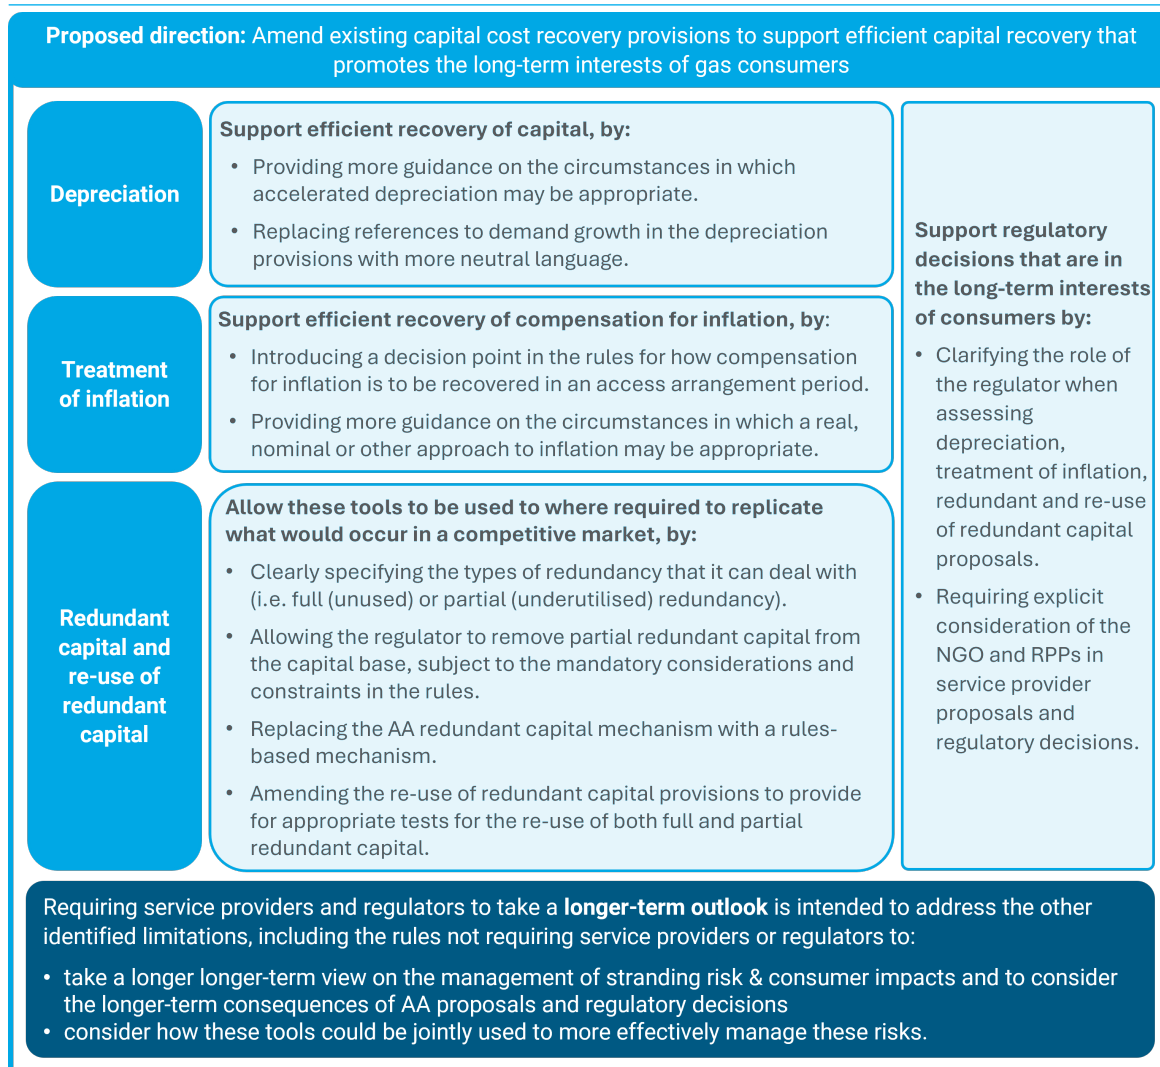 Proposed direction: Amend existing capital cost recovery provisions to support efficient capital recovery that
promotes the long-term interests of gas consumers
Depreciation
Support efficient recovery of capital, by:
• Providing more guidance on the circumstances in which
accelerated depreciation may be appropriate.
• Replacing references to demand growth in the depreciation
provisions with more neutral language.
Treatment
of inflation
Support efficient recovery of compensation for inflation, by:
• Introducing a decision point in the rules for how compensation
for inflation is to be recovered in an access arrangement period.
• Providing more guidance on the circumstances in which a real,
nominal or other approach to inflation may be appropriate.
Redundant
capital and
re-use of
redundant
capital
Allow these tools to be used to where required to replicate
what would occur in a competitive market, by:
• Clearly specifying the types of redundancy that it can deal with
(i.e. full (unused) or partial (underutilised) redundancy).
• Allowing the regulator to remove partial redundant capital from
the capital base, subject to the mandatory considerations and
constraints in the rules.
• Replacing the AA redundant capital mechanism with a rules-
based mechanism.
• Amending the re-use of redundant capital provisions to provide
for appropriate tests for the re-use of both full and partial
redundant capital.
Support regulatory
decisions that are in
the long-term interests
of consumers by:
• Clarifying the role of
the regulator when
assessing
depreciation,
treatment of inflation,
redundant and re-use
of redundant capital
proposals.
• Requiring explicit
consideration of the
NGO and RPPs in
service provider
proposals and
regulatory decisions.
Requiring service providers and regulators to take a longer-term outlook is intended to address the other
identified limitations, including the rules not requiring service providers or regulators to:
• take a longer longer-term view on the management of stranding risk & consumer impacts and to consider
the longer-term consequences of AA proposals and regulatory decisions
• consider how these tools could be jointly used to more effectively manage these risks.